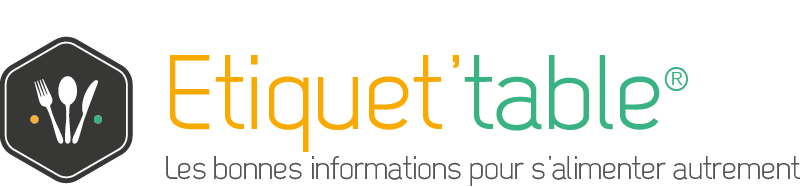 Etiquet'table®
Les bonnes informations pour s'alimenter autrement